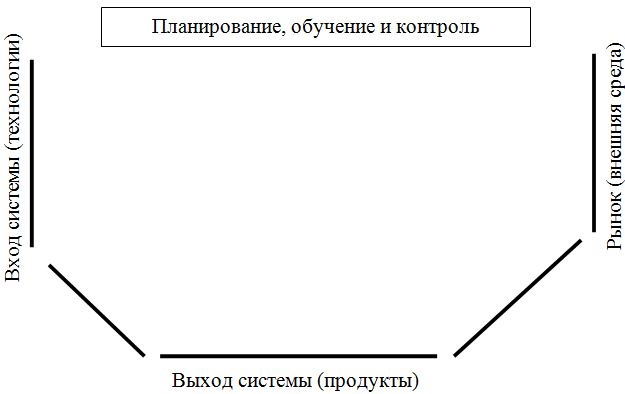 Планирование, обучение и контроль
Вход системы (технологии)
Рынок (внешняя среда)
Выход системы (продукты)